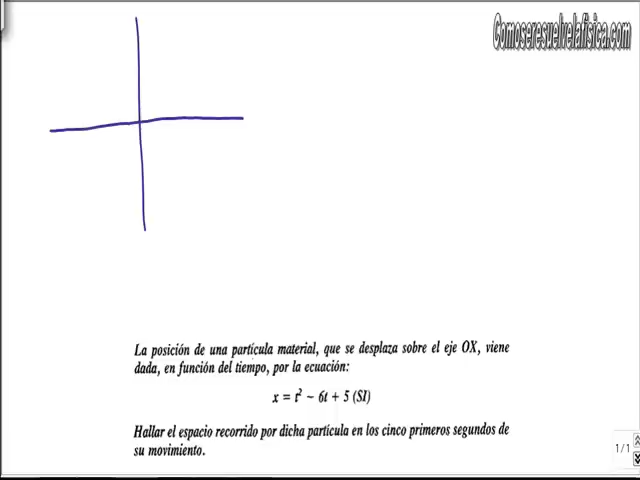 Comoseresuelvelafisica.com
La posición de una partícula material, que se desplaza sobre el eje OX, viene
dada, en función del tiempo, por la ecuación:
x = t² − 6t + 5 (SI)
Hallar el espacio recorrido por dicha partícula en los cinco primeros segundos de
su movimiento.
1/1